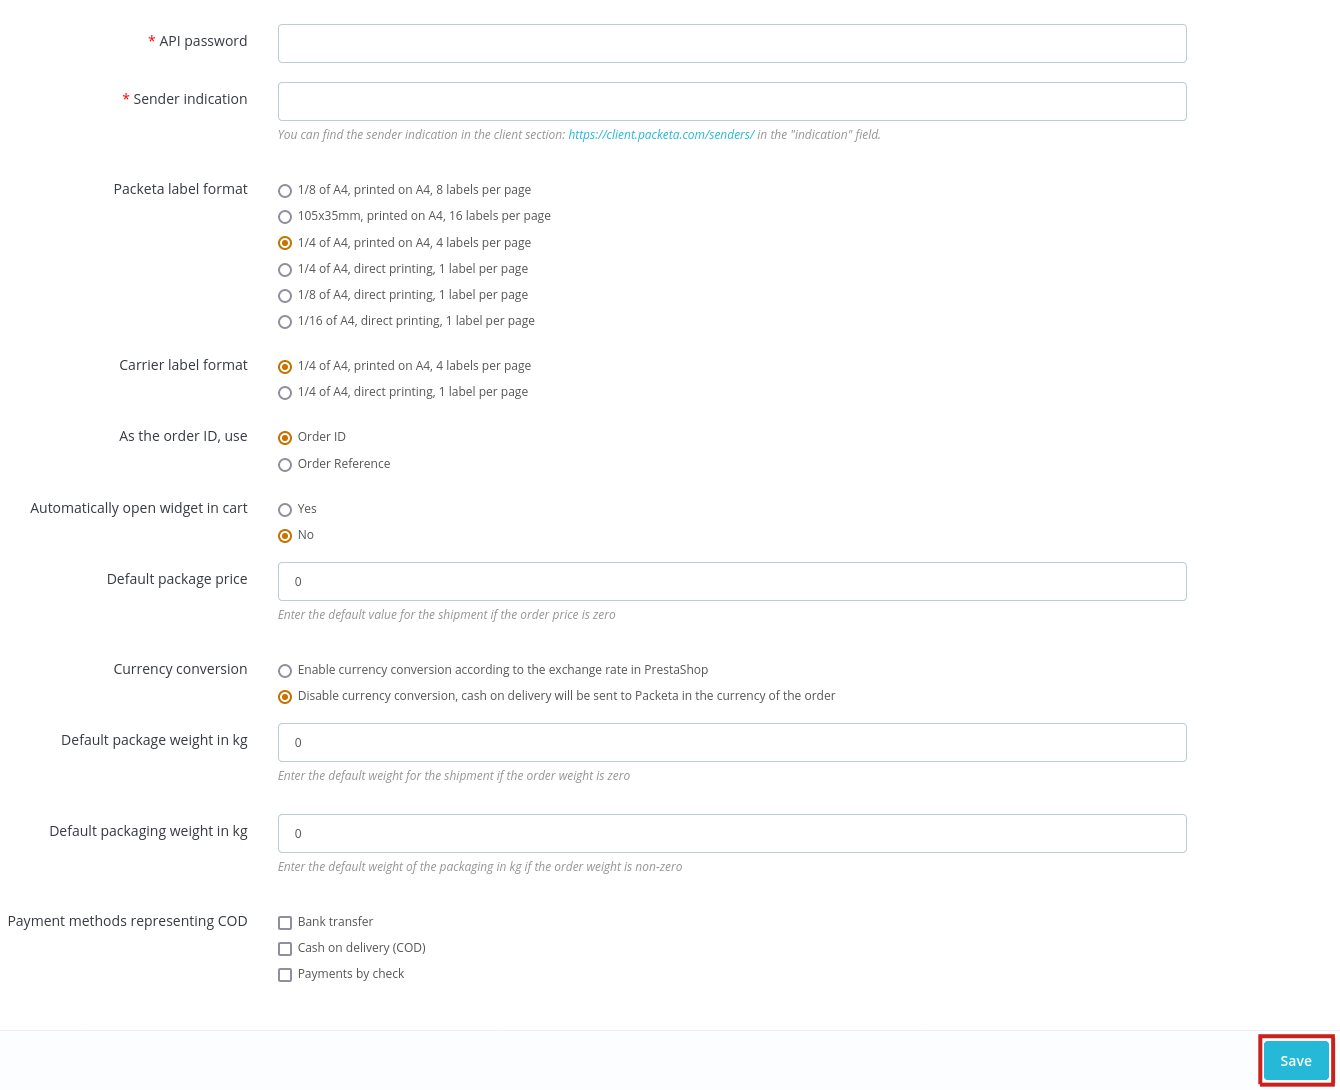 * API password
* Sender indication
You can find the sender indication in the client section: https://client.packeta.com/senders/ in the "indication" field.
Packeta label format
1/8 of A4, printed on A4, 8 labels per page
105x35mm, printed on A4, 16 labels per page
1/4 of A4, printed on A4, 4 labels per page
1/4 of A4, direct printing, 1 label per page
1/8 of A4, direct printing, 1 label per page
1/16 of A4, direct printing, 1 label per page
Carrier label format
1/4 of A4, printed on A4, 4 labels per page
1/4 of A4, direct printing, 1 label per page
As the order ID, use
Order ID
Order Reference
Automatically open widget in cart
Yes
No
Default package price
0
Enter the default value for the shipment if the order price is zero
Currency conversion
Enable currency conversion according to the exchange rate in PrestaShop
Disable currency conversion, cash on delivery will be sent to Packeta in the currency of the order
Default package weight in kg
0
Enter the default weight for the shipment if the order weight is zero
Default packaging weight in kg
0
Enter the default weight of the packaging in kg if the order weight is non-zero
Payment methods representing COD
Bank transfer
Cash on delivery (COD)
Payments by check
Save